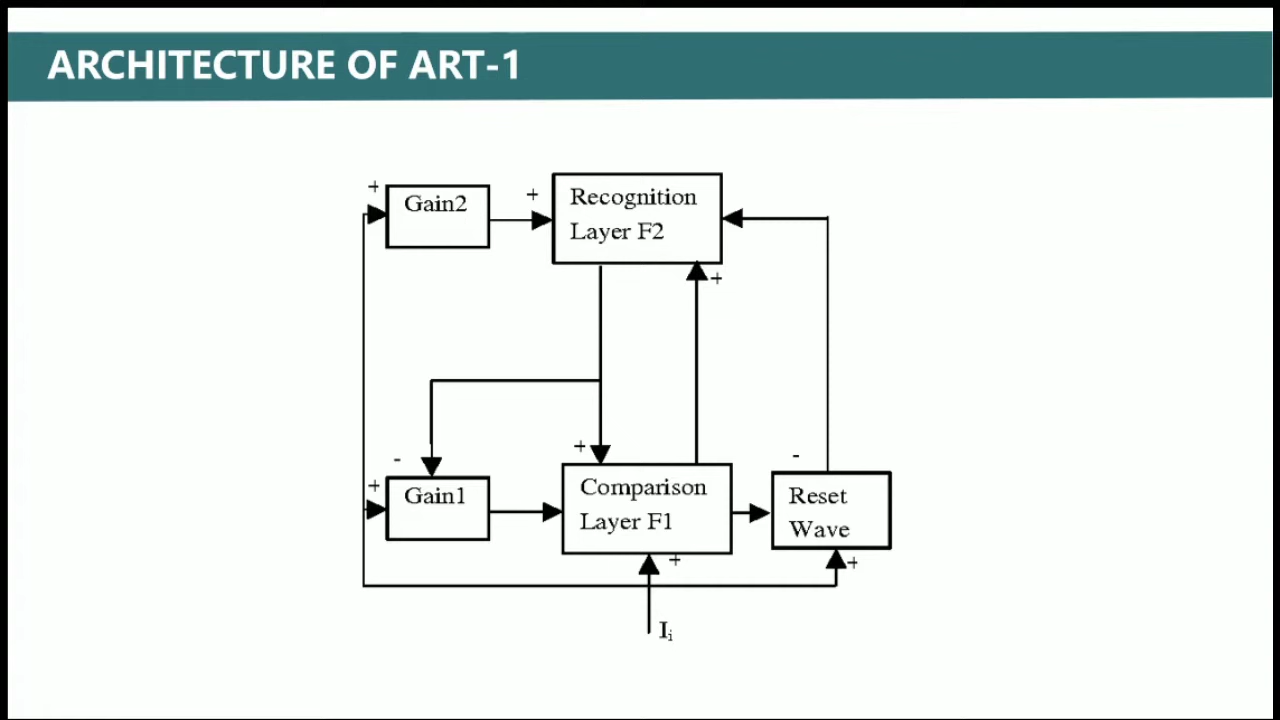 ARCHITECTURE OF ART-1
+
Gain2
+
Recognition
Layer F2
+
+
-
-
+
Gain1
Comparison
Layer F1
Reset
Wave
+
+
Ii